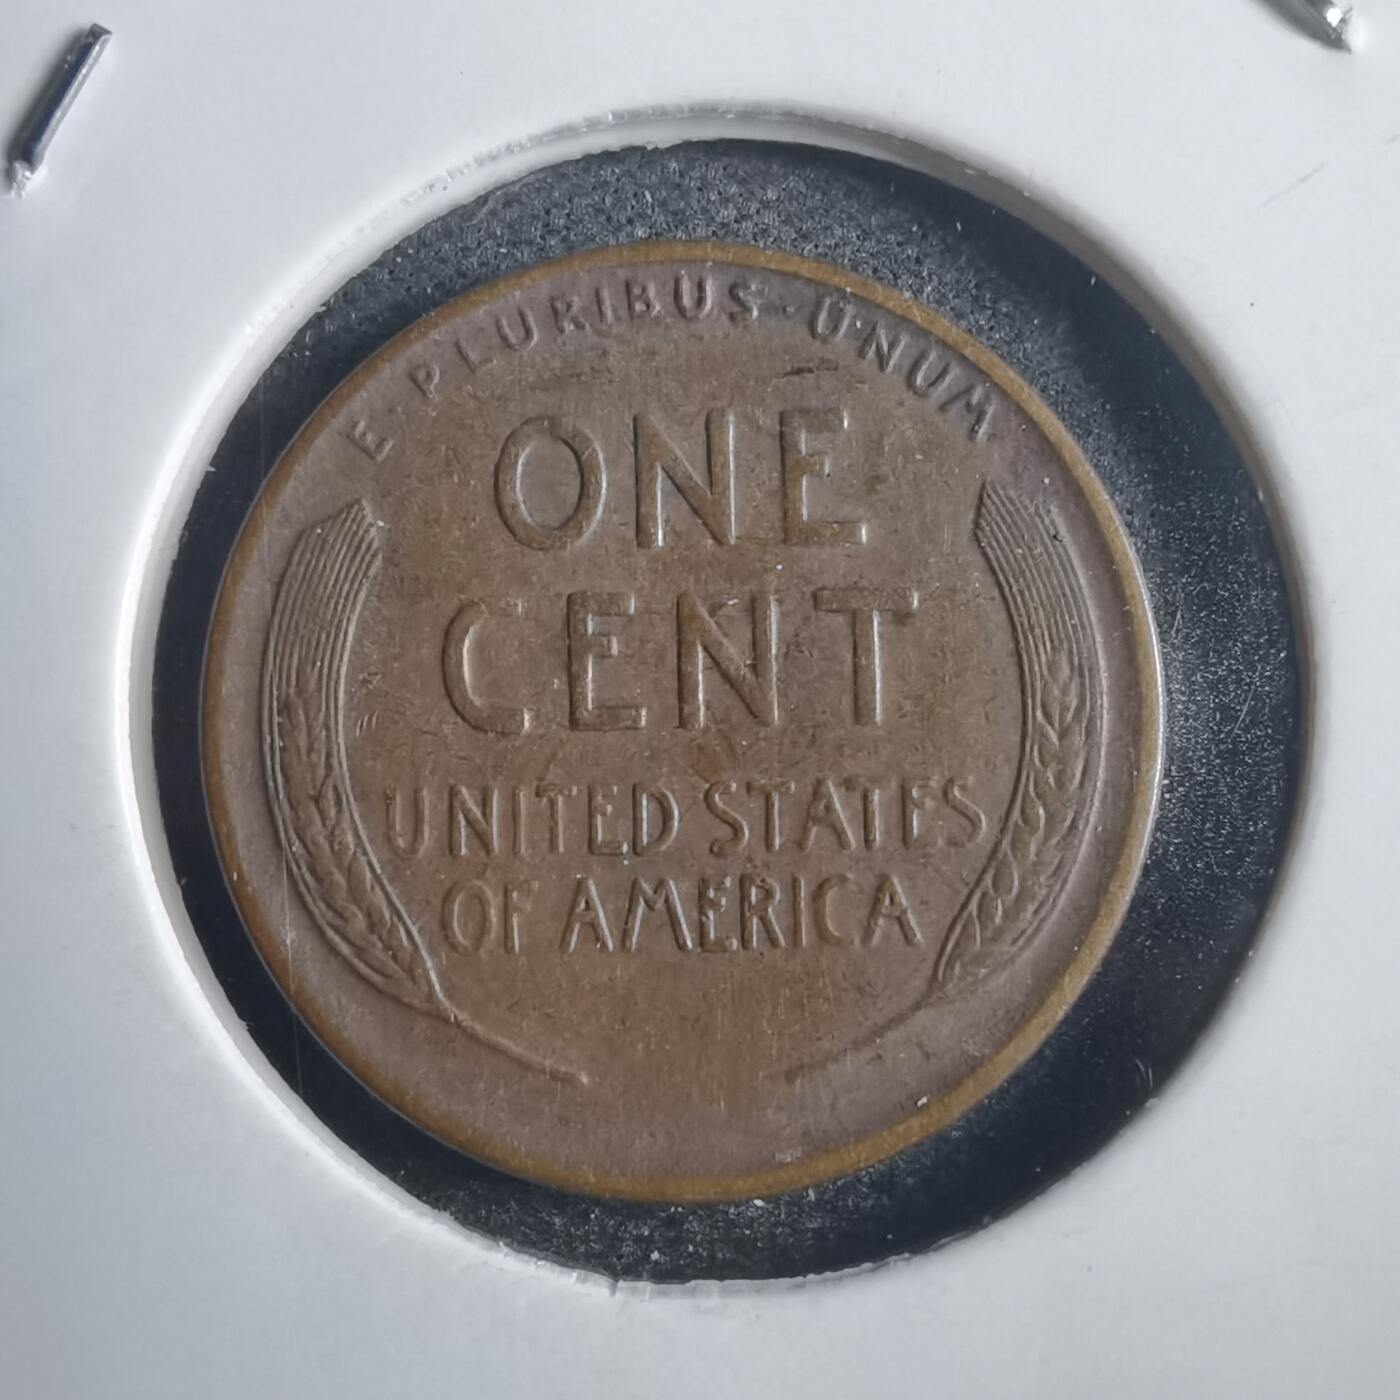 E · PLURIBUS · UNUM
ONE
CENT
UNITED STATES
OF AMERICA